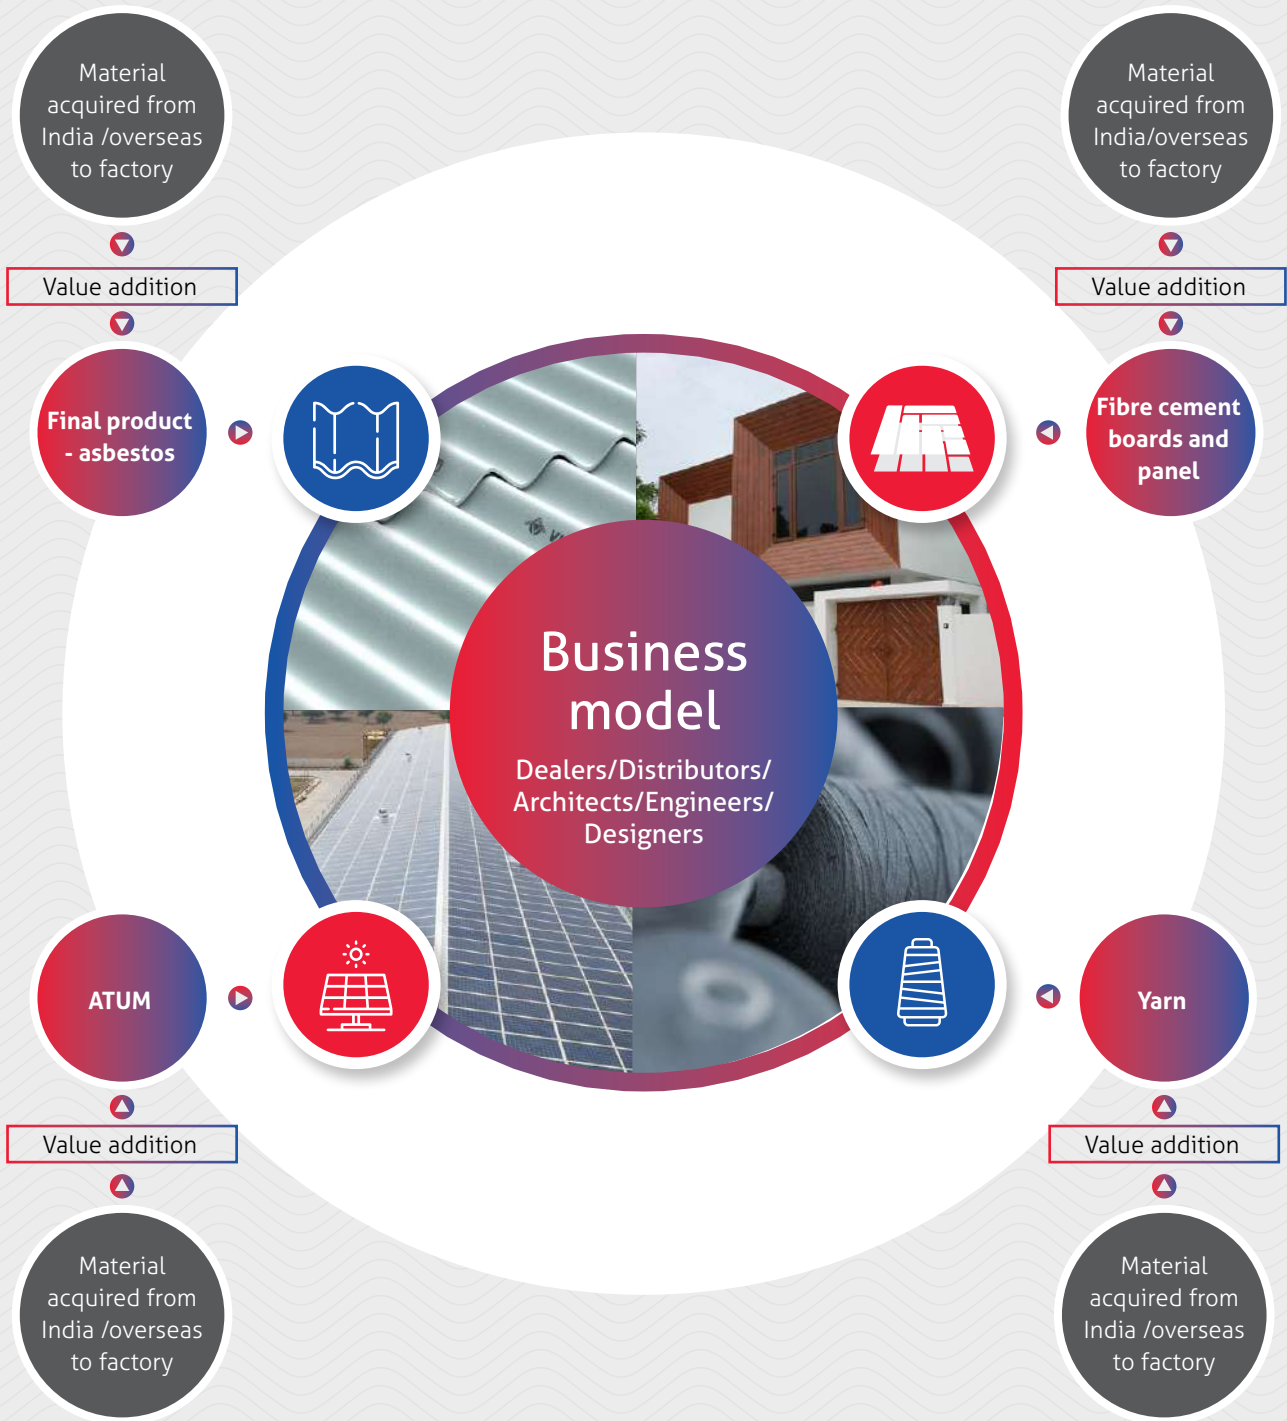 Material
acquired from
India /overseas
to factory
Value addition
Final product
- asbestos
Material
acquired from
India/overseas
to factory
Value addition
Fibre cement
boards and
panel
Business
model
Dealers/Distributors/
Architects/Engineers/
Designers
ATUM
Value addition
Material
acquired from
India /overseas
to factory
Yarn
Value addition
Material
acquired from
India /overseas
to factory